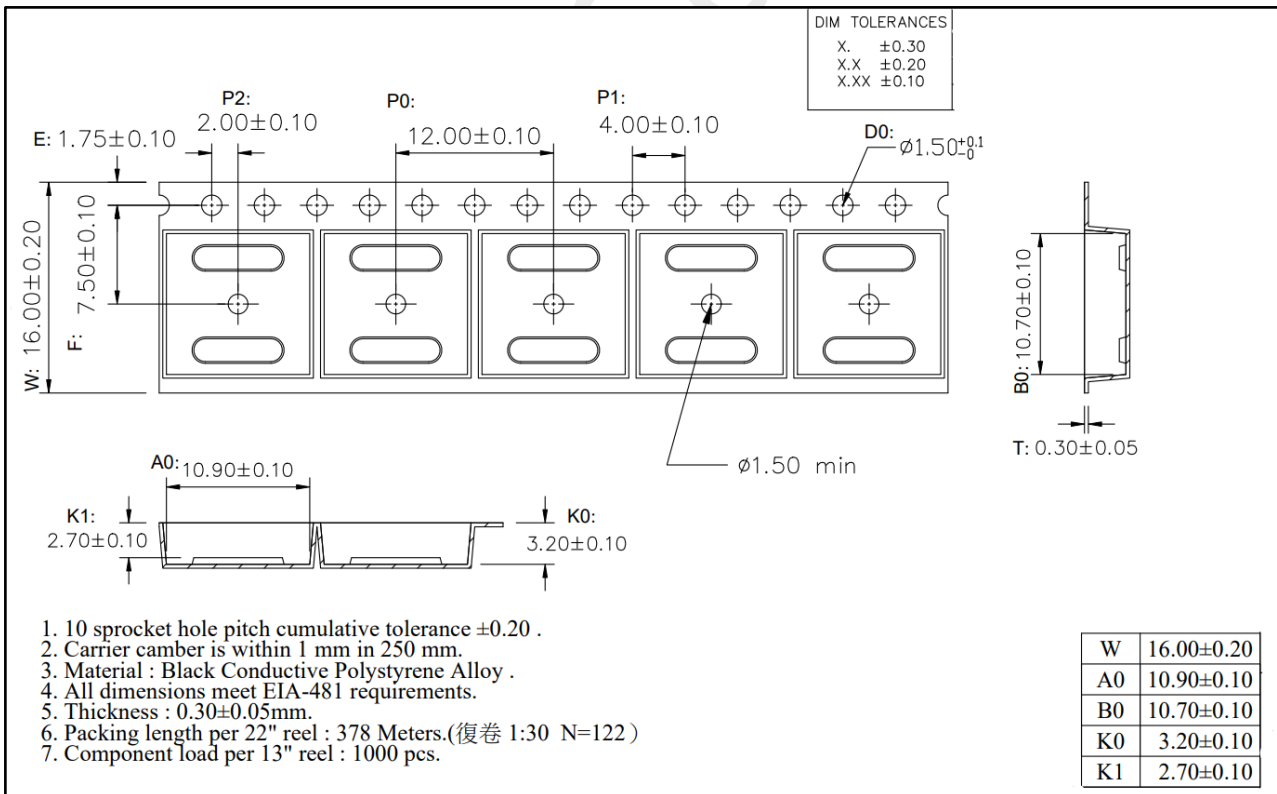 DIM TOLERANCES
X. ±0.30
X.X ±0.20
X.XX ±0.10
P2:
2.00±0.10
P0:
12.00±0.10
P1:
4.00±0.10
D0:
Ø1.50+0.1 -0
E: 1.75±0.10
W: 16.00±0.20
F: 7.50±0.10
B0: 10.70±0.10
T: 0.30±0.05
Ø1.50 min
A0: 10.90±0.10
K1:
2.70±0.10
K0:
3.20±0.10
1. 10 sprocket hole pitch cumulative tolerance ±0.20 .
2. Carrier camber is within 1 mm in 250 mm.
3. Material : Black Conductive Polystyrene Alloy .
4. All dimensions meet EIA-481 requirements.
5. Thickness : 0.30±0.05mm.
6. Packing length per 22" reel : 378 Meters.(復卷 1:30 N=122）
7. Component load per 13" reel : 1000 pcs.
W 16.00±0.20
A0 10.90±0.10
B0 10.70±0.10
K0 3.20±0.10
K1 2.70±0.10